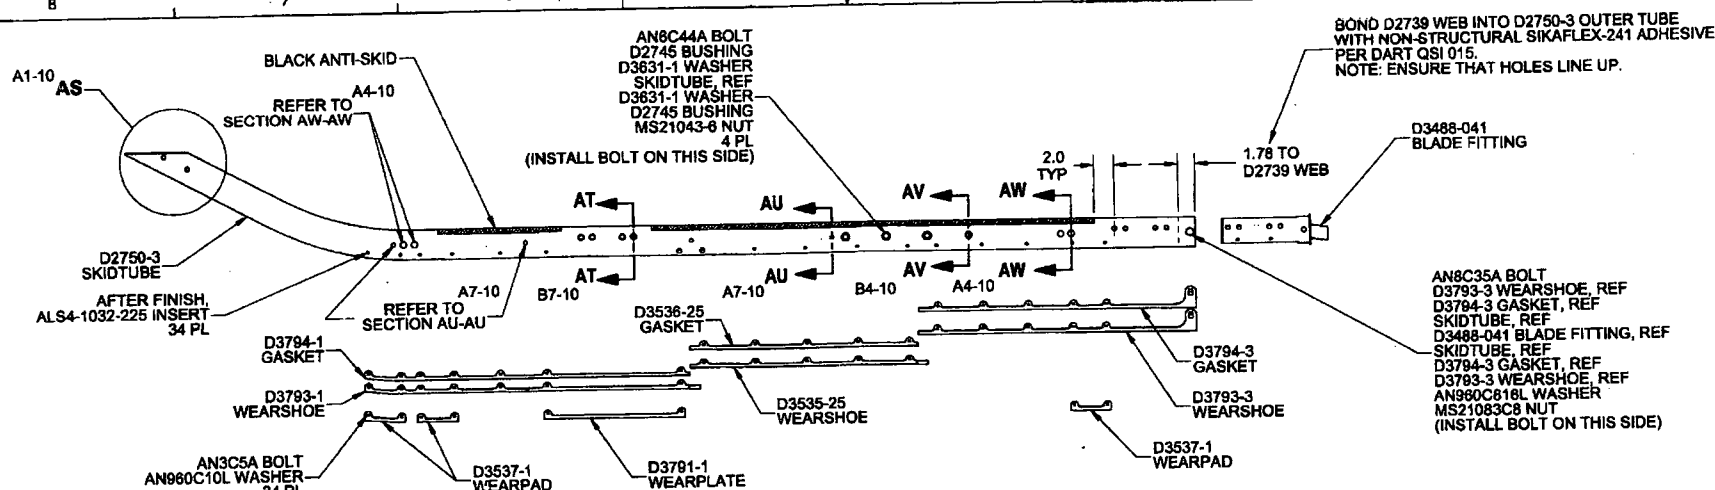 B
7
A1-10
AS
BLACK ANTI-SKID
A4-10
REFER TO
SECTION AW-AW
AN6C44A BOLT
D2745 BUSHING
D3631-1 WASHER
SKIDTUBE, REF
D3631-1 WASHER
D2745 BUSHING
MS21043-6 NUT
4 PL
(INSTALL BOLT ON THIS SIDE)
BOND D2739 WEB INTO D2750-3 OUTER TUBE
WITH NON-STRUCTURAL SIKAFLEX-241 ADHESIVE
PER DART QSI 015.
NOTE: ENSURE THAT HOLES LINE UP.
D3488-041
BLADE FITTING
2.0
TYP
1.78 TO
D2739 WEB
AT
AU
AV
AW
D2750-3
SKIDTUBE
AFTER FINISH,
ALS4-1032-225 INSERT
34 PL
REFER TO
SECTION AU-AU
AT
AU
AV
AW
A7-10
B7-10
A7-10
B4-10
A4-10
D3794-1
GASKET
D3536-25
GASKET
D3793-1
WEARSHOE
D3535-25
WEARSHOE
D3794-3
GASKET
D3793-3
WEARSHOE
AN3C5A BOLT
AN960C10L WASHER
34 PL
D3537-1
WEARPAD
D3791-1
WEARPLATE
D3537-1
WEARPAD
AN8C35A BOLT
D3793-3 WEARSHOE, REF
D3794-3 GASKET, REF
SKIDTUBE, REF
D3488-041 BLADE FITTING, REF
SKIDTUBE, REF
D3794-3 GASKET, REF
D3793-3 WEARSHOE, REF
AN960C816L WASHER
MS21083C8 NUT
(INSTALL BOLT ON THIS SIDE)